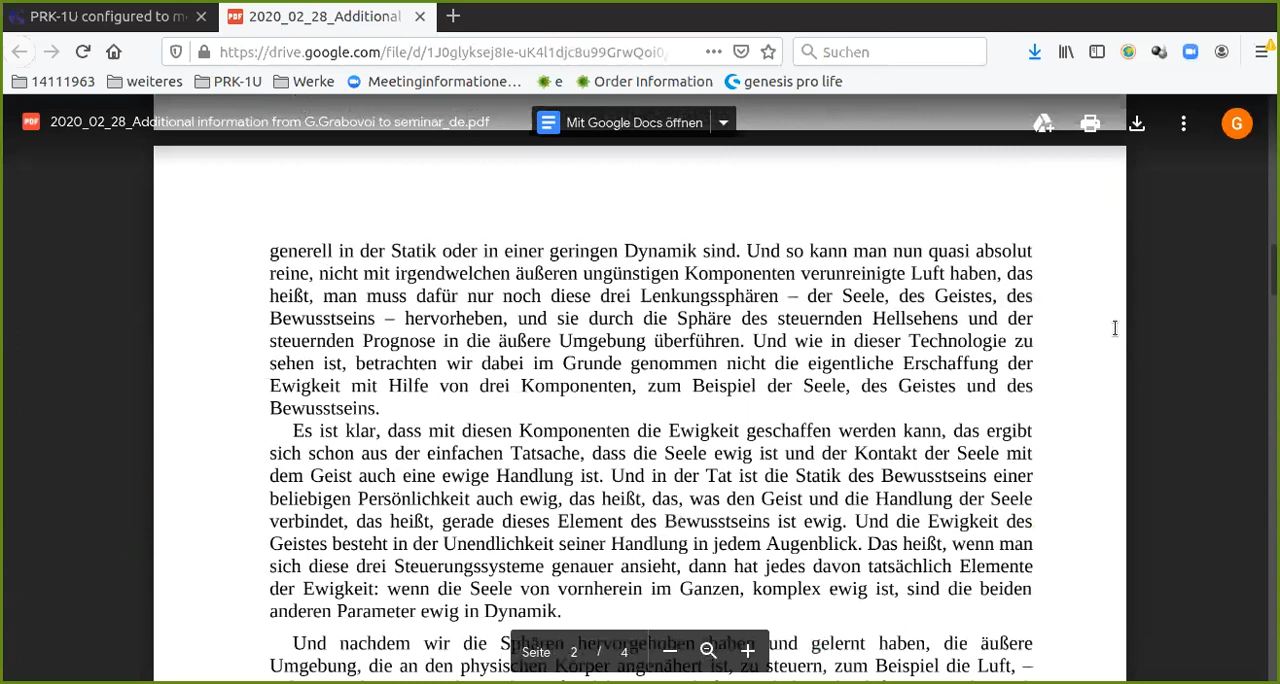 PRK-1U configured to m
2020_02_28_Additional
https://drive.google.com/file/d/1J0glyksej8Ie-uK4l1djcBu99GrwQoi0
Suchen
14111963 weiteres PRK-1U Werke Meetinginformatione... e Order Information genesis pro life
PDF 2020_02_28_Additional information from G.Grabovoi to seminar_de.pdf Mit Google Docs öffnen G
generell in der Statik oder in einer geringen Dynamik sind. Und so kann man nun quasi absolut
reine, nicht mit irgendwelchen äußeren ungünstigen Komponenten verunreinigte Luft haben, das
heißt, man muss dafür nur noch diese drei Lenkungssphären – der Seele, des Geistes, des
Bewusstseins – hervorheben, und sie durch die Sphäre des steuernden Hellsehens und der
steuernden Prognose in die äußere Umgebung überführen. Und wie in dieser Technologie zu
sehen ist, betrachten wir dabei im Grunde genommen nicht die eigentliche Erschaffung der
Ewigkeit mit Hilfe von drei Komponenten, zum Beispiel der Seele, des Geistes und des
Bewusstseins.
Es ist klar, dass mit diesen Komponenten die Ewigkeit geschaffen werden kann, das ergibt
sich schon aus der einfachen Tatsache, dass die Seele ewig ist und der Kontakt der Seele mit
dem Geist auch eine ewige Handlung ist. Und in der Tat ist die Statik des Bewusstseins einer
beliebigen Persönlichkeit auch ewig, das heißt, das, was den Geist und die Handlung der Seele
verbindet, das heißt, gerade dieses Element des Bewusstseins ist ewig. Und die Ewigkeit des
Geistes besteht in der Unendlichkeit seiner Handlung in jedem Augenblick. Das heißt, wenn man
sich diese drei Steuerungssysteme genauer ansieht, dann hat jedes davon tatsächlich Elemente
der Ewigkeit: wenn die Seele von vornherein im Ganzen, komplex ewig ist, sind die beiden
anderen Parameter ewig in Dynamik.
Und nachdem wir die Sphären hervorgehoben haben und gelernt haben, die äußere
Seite 2 / 4
Umgebung, die an den physischen Körper angenähert ist, zu steuern, zum Beispiel die Luft, –